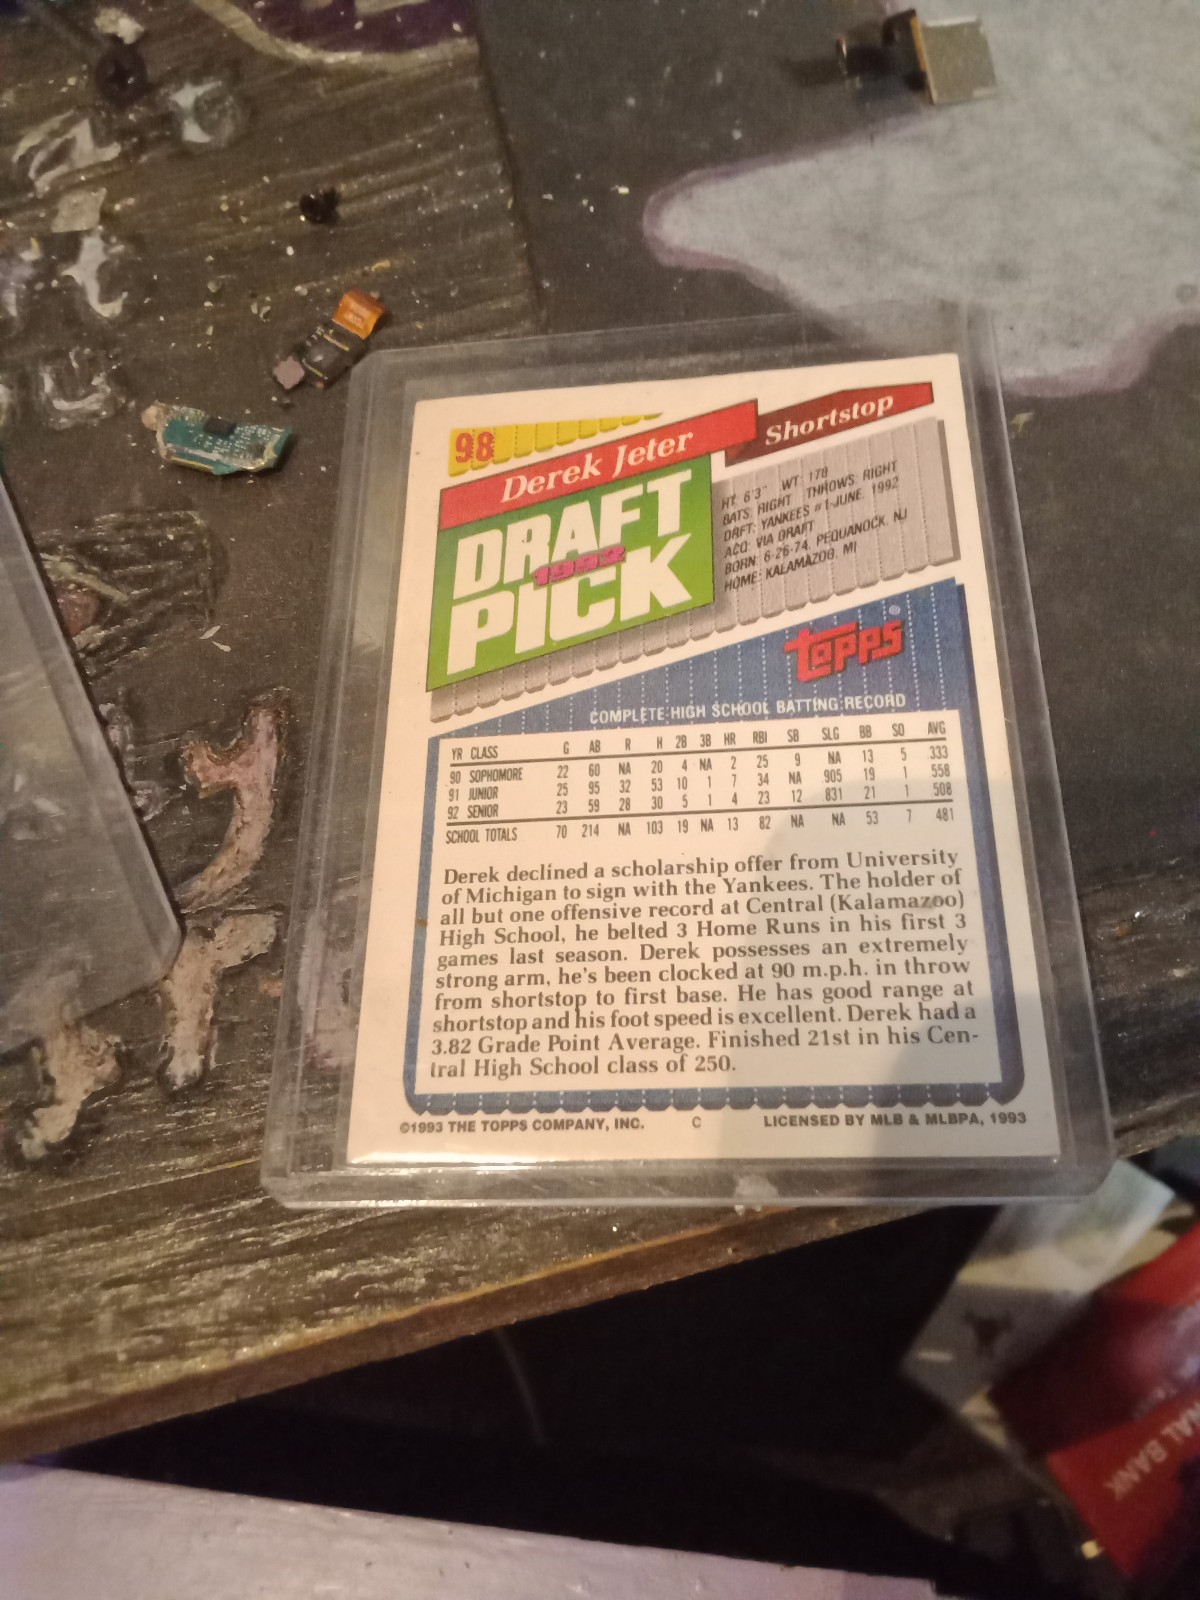 98
Derek Jeter
Shortstop
DRAFT
1992
PICK
HT: 6'3" WT: 178
BATS: RIGHT THROWS: RIGHT
DRFT: YANKEES #1-JUNE, 1992
ACQ: VIA DRAFT
BORN: 6-26-74, PEQUANOCK, NJ
HOME: KALAMAZOO, MI
Topps®
COMPLETE HIGH SCHOOL BATTING RECORD
YR CLASS G AB R H 2B 3B HR RBI SB SLG BB SO AVG
90 SOPHOMORE 22 60 NA 20 4 NA 2 25 9 NA 13 5 .333
91 JUNIOR 25 95 32 53 10 1 7 34 NA .905 19 1 .558
92 SENIOR 23 59 28 30 5 1 4 23 12 .831 21 1 .508
SCHOOL TOTALS 70 214 NA 103 19 NA 13 82 NA NA 53 7 .481
Derek declined a scholarship offer from University
of Michigan to sign with the Yankees. The holder of
all but one offensive record at Central (Kalamazoo)
High School, he belted 3 Home Runs in his first 3
games last season. Derek possesses an extremely
strong arm, he's been clocked at 90 m.p.h. in throw
from shortstop to first base. He has good range at
shortstop and his foot speed is excellent. Derek had a
3.82 Grade Point Average. Finished 21st in his Cen-
tral High School class of 250.
©1993 THE TOPPS COMPANY, INC. C LICENSED BY MLB & MLBPA, 1993
BANK